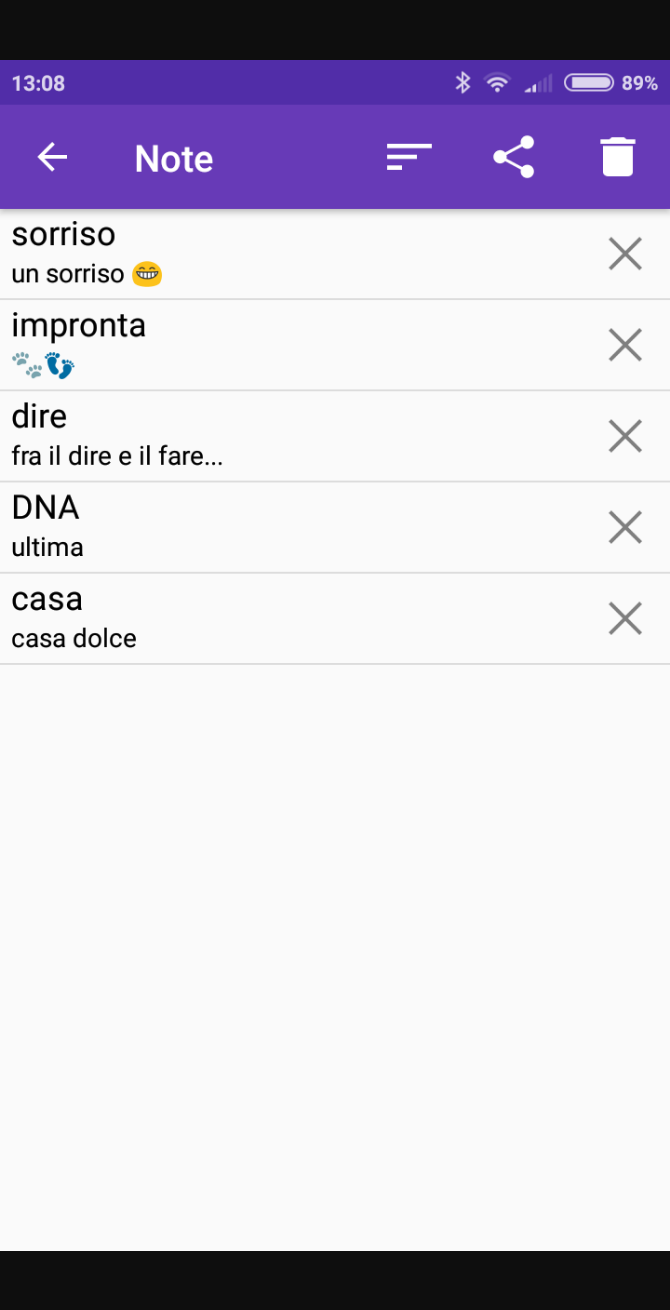 13:08
89%
Note
sorriso
un sorriso 😁
impronta
🐾👣
dire
fra il dire e il fare...
DNA
ultima
casa
casa dolce